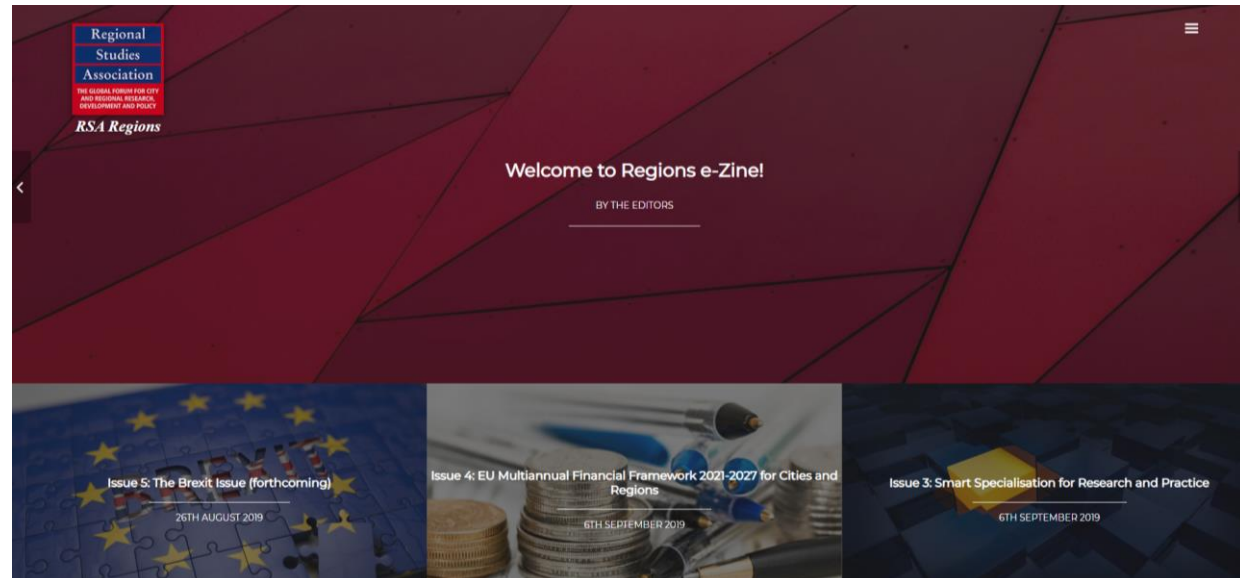 Regional
Studies
Association
THE GLOBAL FORUM FOR CITY
AND REGIONAL RESEARCH,
DEVELOPMENT AND POLICY
RSA Regions
Welcome to Regions e-Zine!
BY THE EDITORS
BREXIT
Issue 5: The Brexit Issue (forthcoming)
26TH AUGUST 2019
Issue 4: EU Multiannual Financial Framework 2021-2027 for Cities and
Regions
6TH SEPTEMBER 2019
Issue 3: Smart Specialisation for Research and Practice
6TH SEPTEMBER 2019